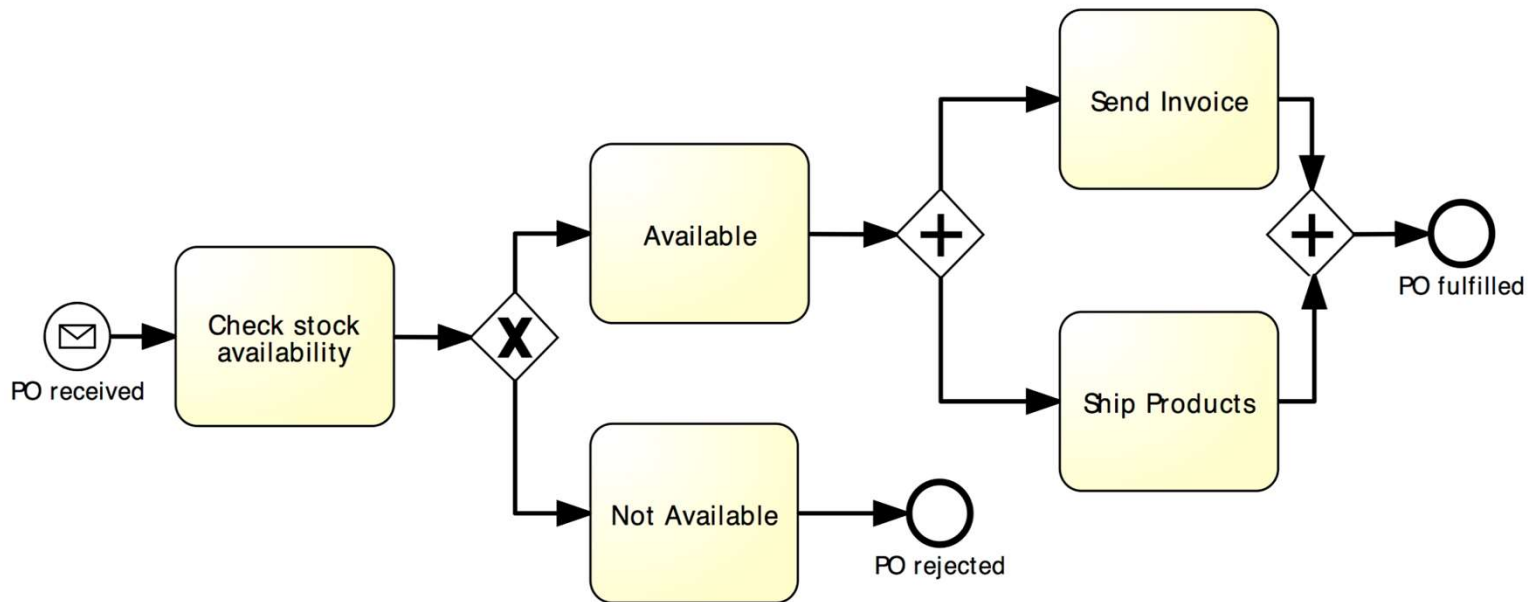 PO received
Check stock
availability
X
Available
Not Available
PO rejected
Send Invoice
Ship Products
PO fulfilled